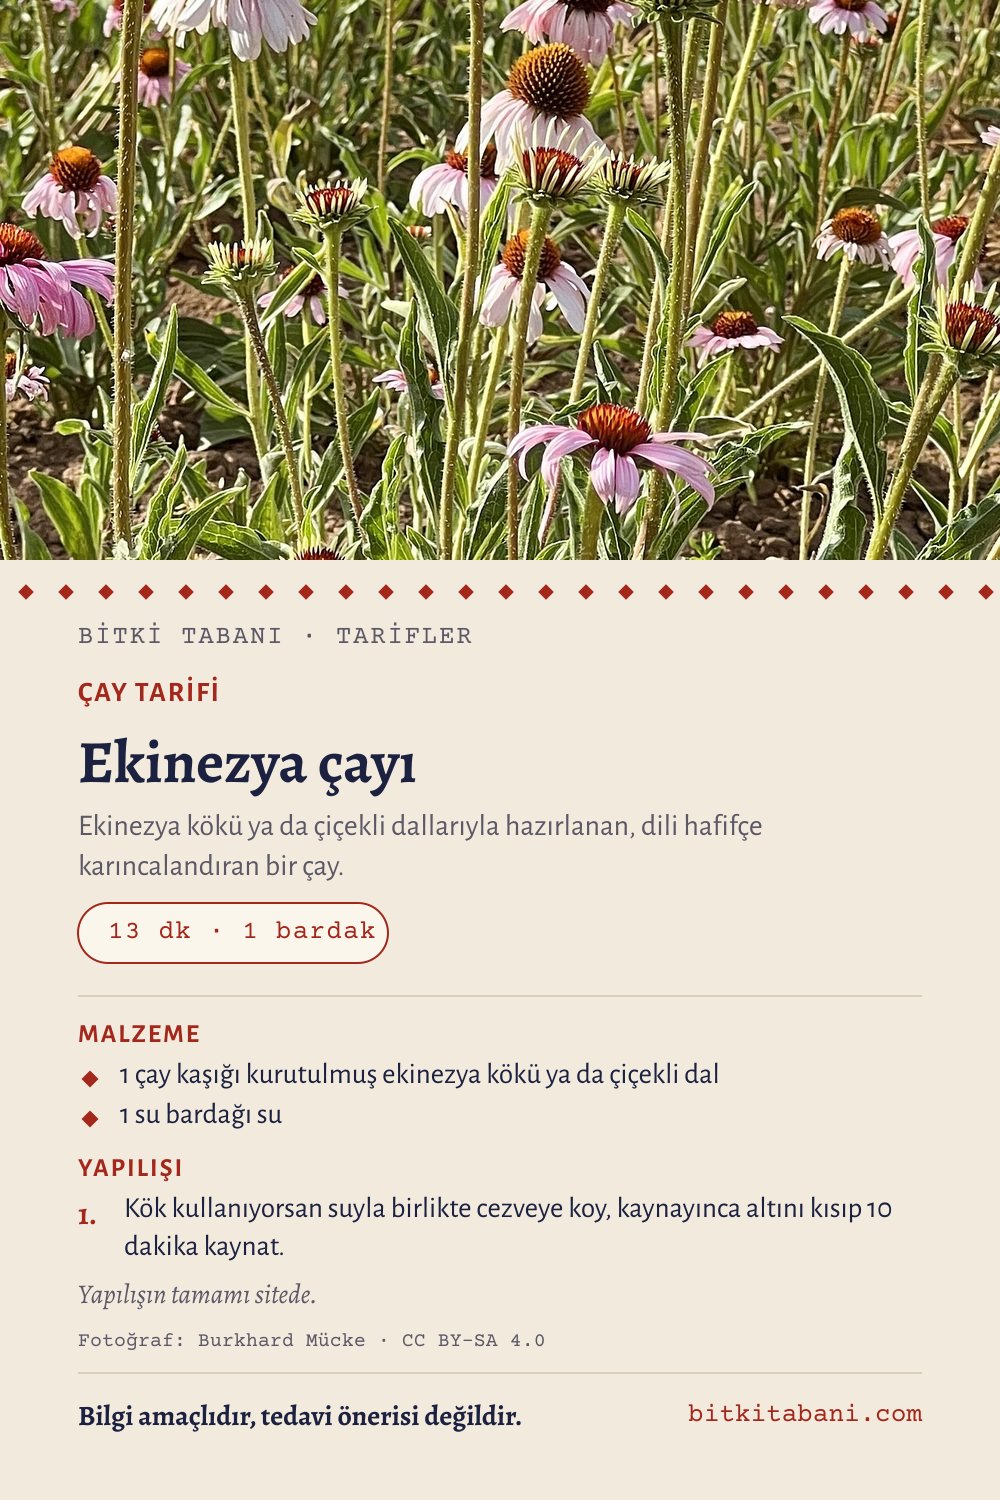 BİTKİ TABANI · TARİFLER
ÇAY TARİFİ
Ekinezya çayı
Ekinezya kökü ya da çiçekli dallarıyla hazırlanan, dili hafifçe
karıncalandıran bir çay.
13 dk · 1 bardak
MALZEME
◆ 1 çay kaşığı kurutulmuş ekinezya kökü ya da çiçekli dal
◆ 1 su bardağı su
YAPILIŞI
1. Kök kullanıyorsan suyla birlikte cezveye koy, kaynayınca altını kısıp 10
dakika kaynat.
Yapılışın tamamı sitede.
Fotoğraf: Burkhard Mücke · CC BY-SA 4.0
Bilgi amaçlıdır, tedavi önerisi değildir.
bitkitabani.com